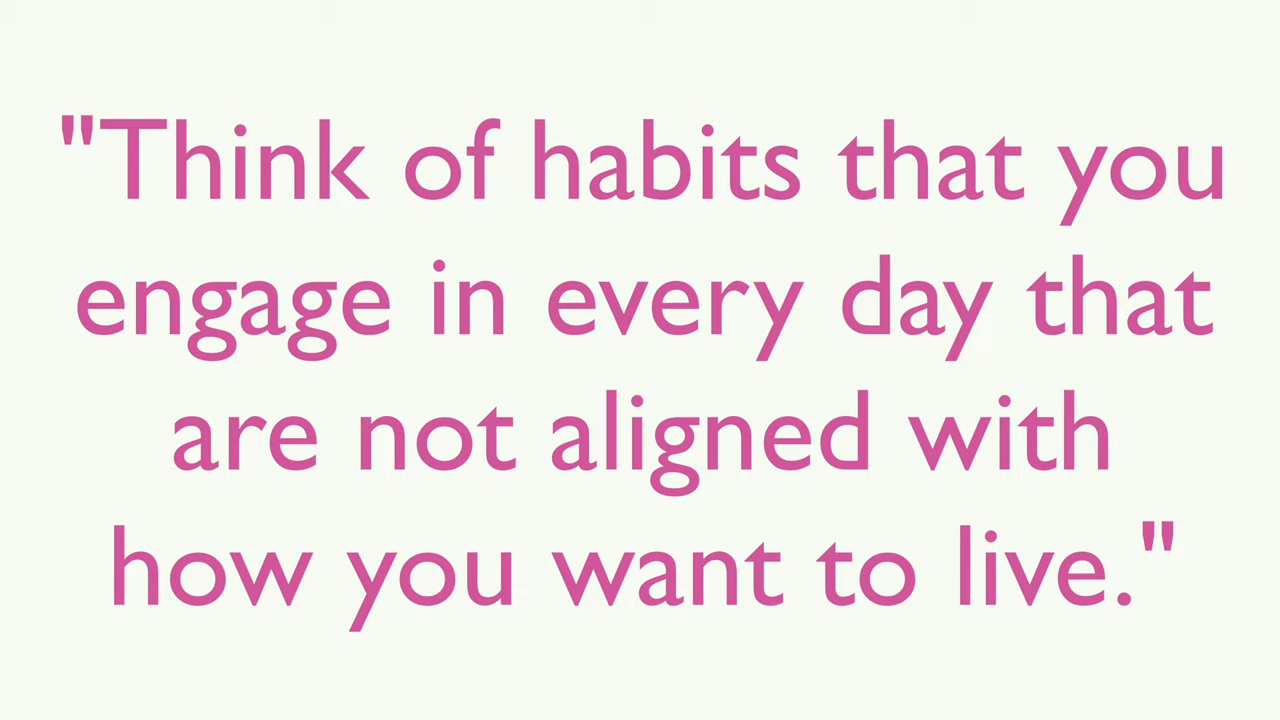 "Think of habits that you
engage in every day that
are not aligned with
how you want to live."